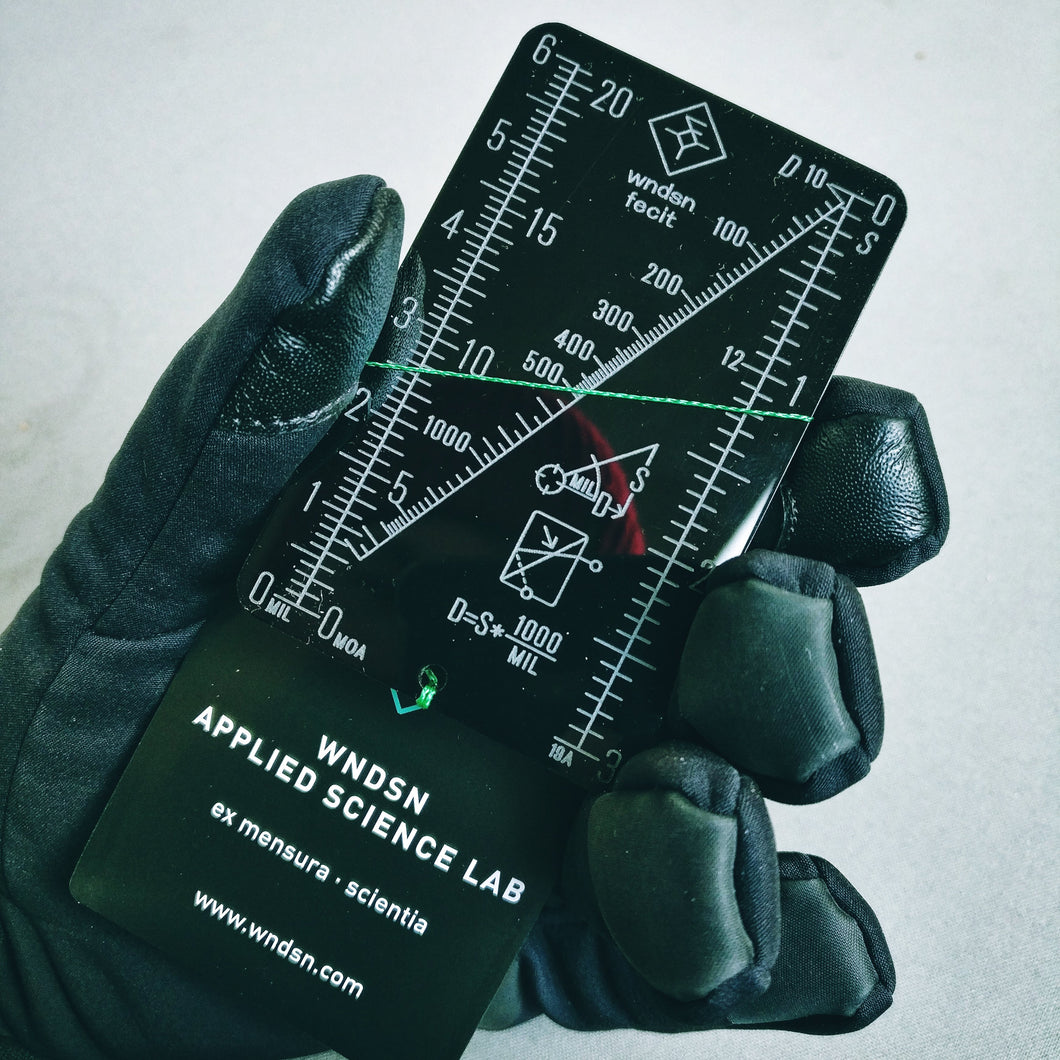 6
20
5
wndsn
fecit
D 10
0
S
4
15
100
200
3
300
400
12
500
10
1
2
1000
S
MIL
D
5
1
2
D=S*1000
MIL
0 MIL
0 MOA
19A
3
WNDSN
APPLIED SCIENCE LAB
ex mensura · scientia
www.wndsn.com